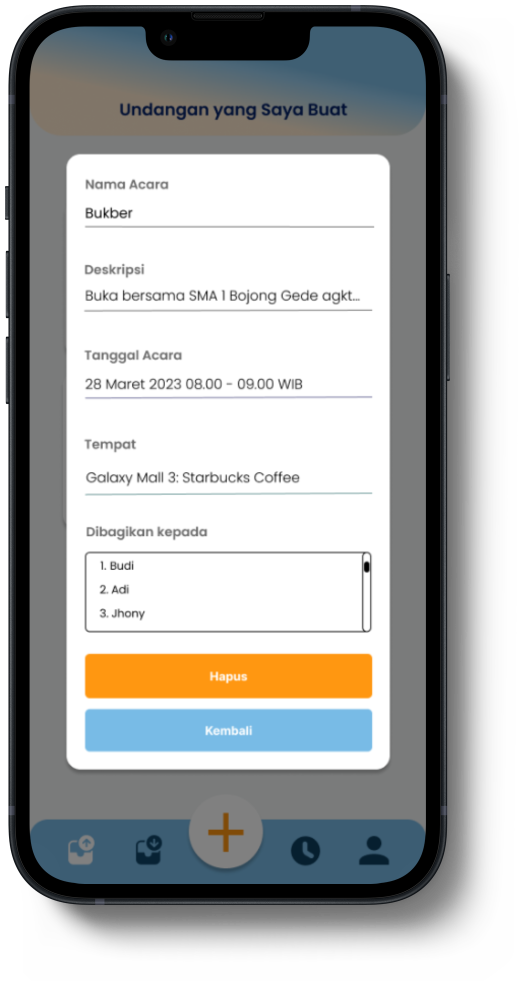 Undangan yang Saya Buat
Nama Acara
Bukber
Deskripsi
Buka bersama SMA 1 Bojong Gede agkt...
Tanggal Acara
28 Maret 2023 08.00 - 09.00 WIB
Tempat
Galaxy Mall 3: Starbucks Coffee
Dibagikan kepada
1. Budi
2. Adi
3. Jhony
Hapus
Kembali